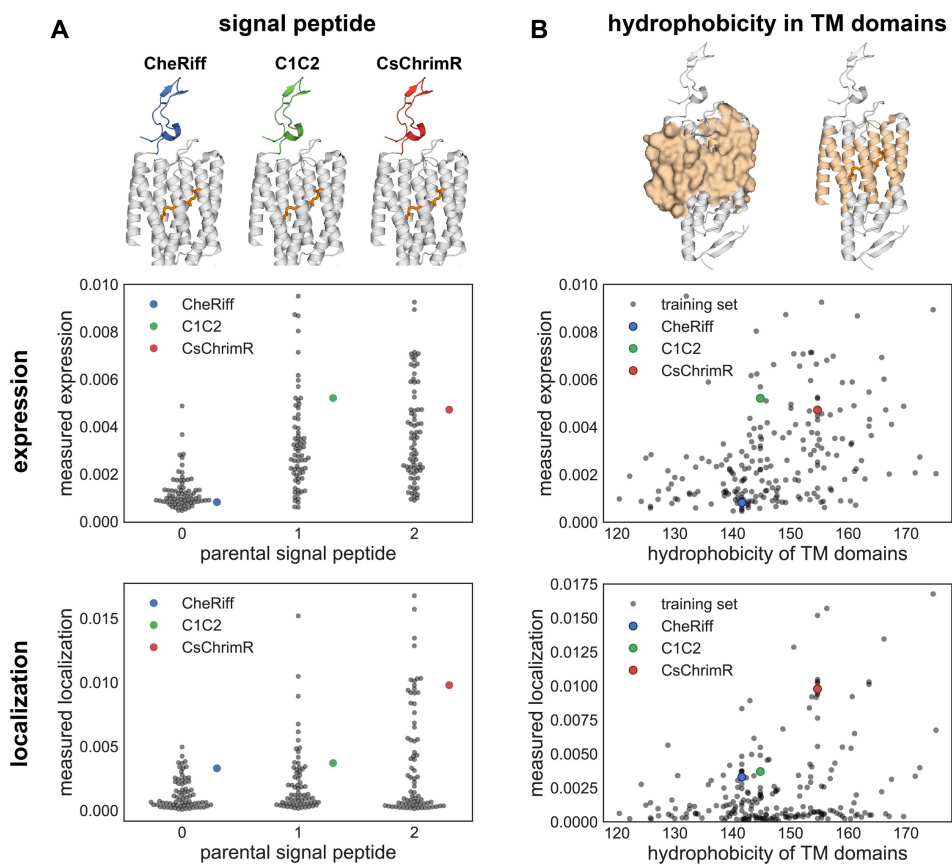 A signal peptide
CheRiff C1C2 CsChrimR
B hydrophobicity in TM domains
expression
0.010
0.008
0.006
0.004
0.002
0.000
measured expression
CheRiff
C1C2
CsChrimR
0 1 2
parental signal peptide
0.010
0.008
0.006
0.004
0.002
0.000
measured expression
training set
CheRiff
C1C2
CsChrimR
120 130 140 150 160 170
hydrophobicity of TM domains
localization
0.015
0.010
0.005
0.000
measured localization
CheRiff
C1C2
CsChrimR
0 1 2
parental signal peptide
0.0175
0.0150
0.0125
0.0100
0.0075
0.0050
0.0025
0.0000
measured localization
training set
CheRiff
C1C2
CsChrimR
120 130 140 150 160 170
hydrophobicity of TM domains